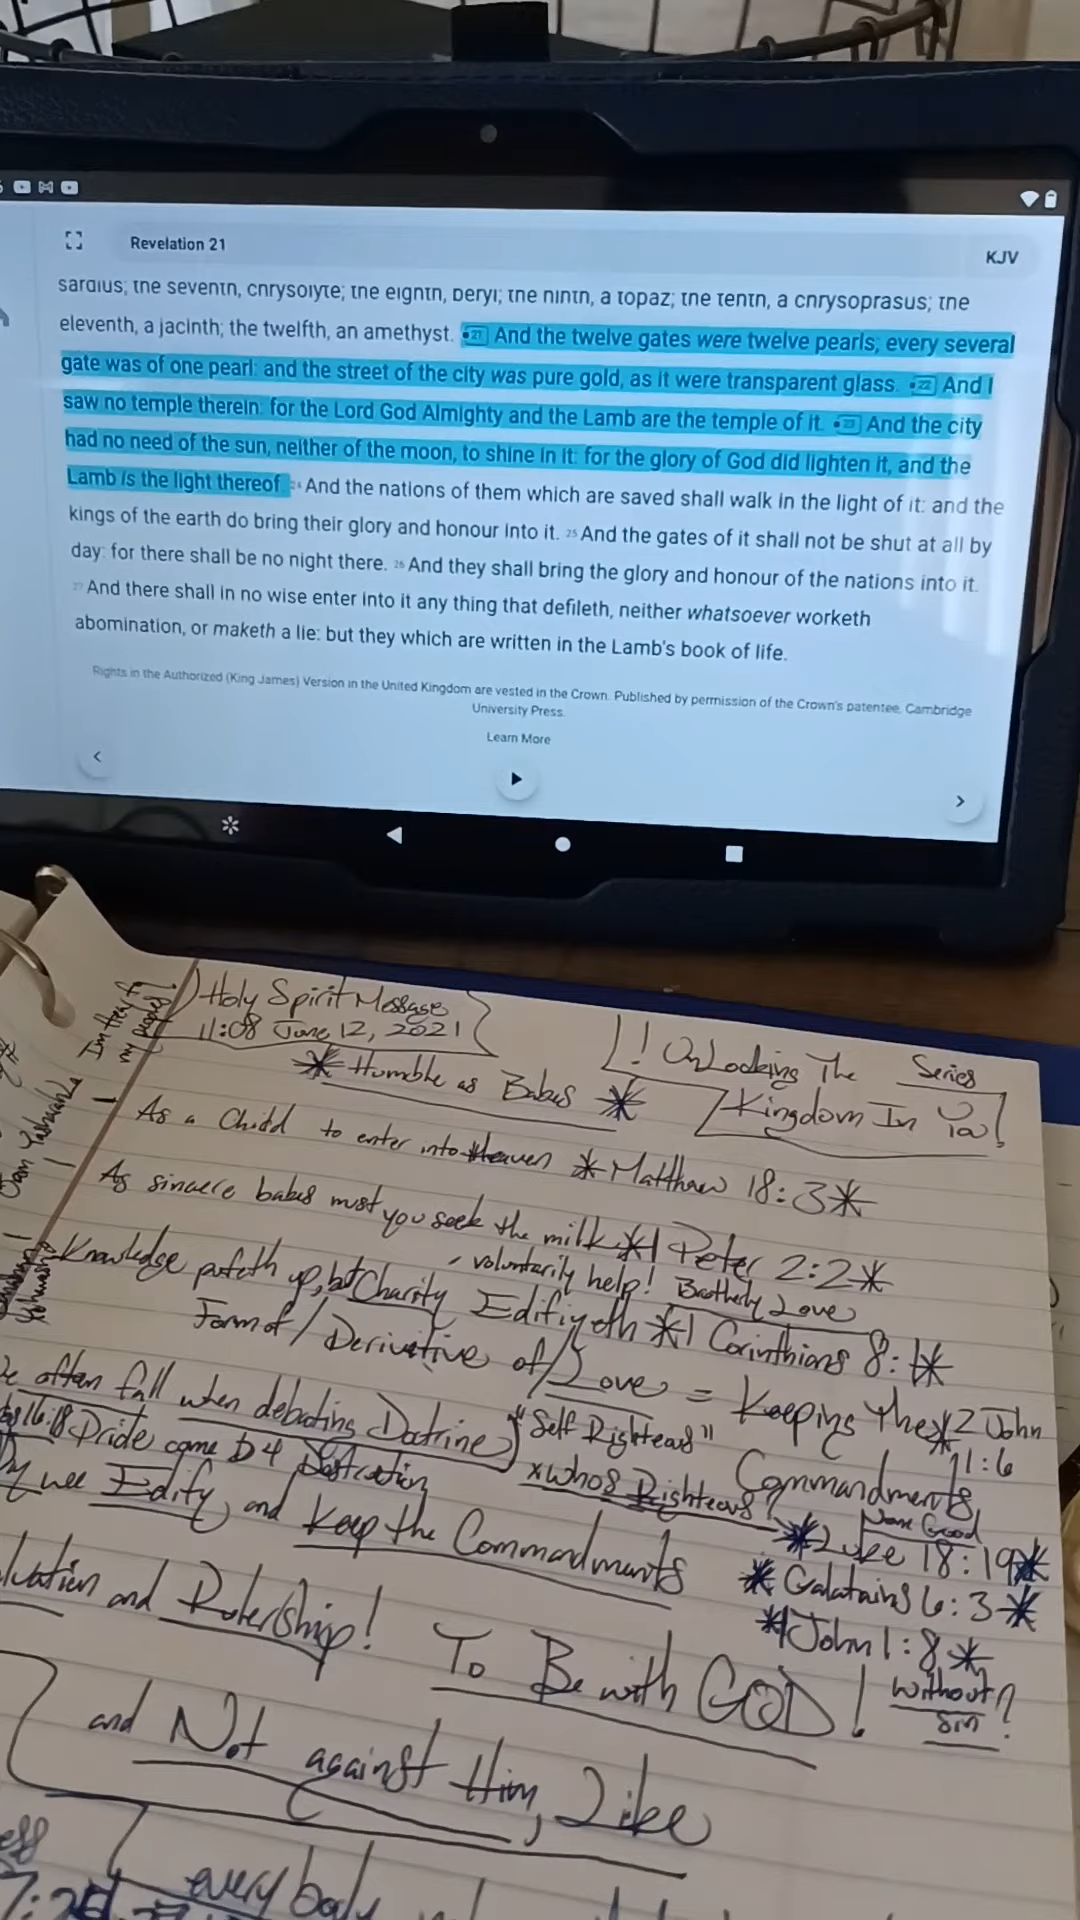 Revelation 21
KJV
sardius; the seventh, chrysolyte; the eighth, beryl; the ninth, a topaz; the tenth, a chrysoprasus; the
eleventh, a jacinth; the twelfth, an amethyst. 21 And the twelve gates were twelve pearls; every several
gate was of one pearl: and the street of the city was pure gold, as it were transparent glass. 22 And I
saw no temple therein: for the Lord God Almighty and the Lamb are the temple of it. 23 And the city
had no need of the sun, neither of the moon, to shine in it: for the glory of God did lighten it, and the
Lamb is the light thereof. 24 And the nations of them which are saved shall walk in the light of it: and the
kings of the earth do bring their glory and honour into it. 25 And the gates of it shall not be shut at all by
day: for there shall be no night there. 26 And they shall bring the glory and honour of the nations into it.
27 And there shall in no wise enter into it any thing that defileth, neither whatsoever worketh
abomination, or maketh a lie: but they which are written in the Lamb's book of life.
Rights in the Authorized (King James) Version in the United Kingdom are vested in the Crown. Published by permission of the Crown's patentee, Cambridge
University Press.
Learn More
Holy Spirit Message
11:08 June, 12, 2021
! UnLocking The Series
Kingdom In You!
* Humble as Babes *
- As a Child to enter into Heaven * Matthew 18:3 *
As sincere babes must you seek the milk * 1 Peter 2:2 *
, voluntarily help! Brotherly Love
Knowledge puffeth up, but Charity Edifiyeth * 1 Corinthians 8:1 *
Form of / Derivitive of / Love = Keeping The * 2 John 1:6
Commandments,
often fall when debating Doctrine "Self Righteous"
16:18 Pride come B4 Destruction x Whos Righteous?
None Good
* Luke 18:19 *
Edify, and Keep the Commandments
* Galatains 6:3 *
* 1 John 1:8 *
and Rulership! To Be with GOD! Without Sin?
and Not against Him, Like
everybody